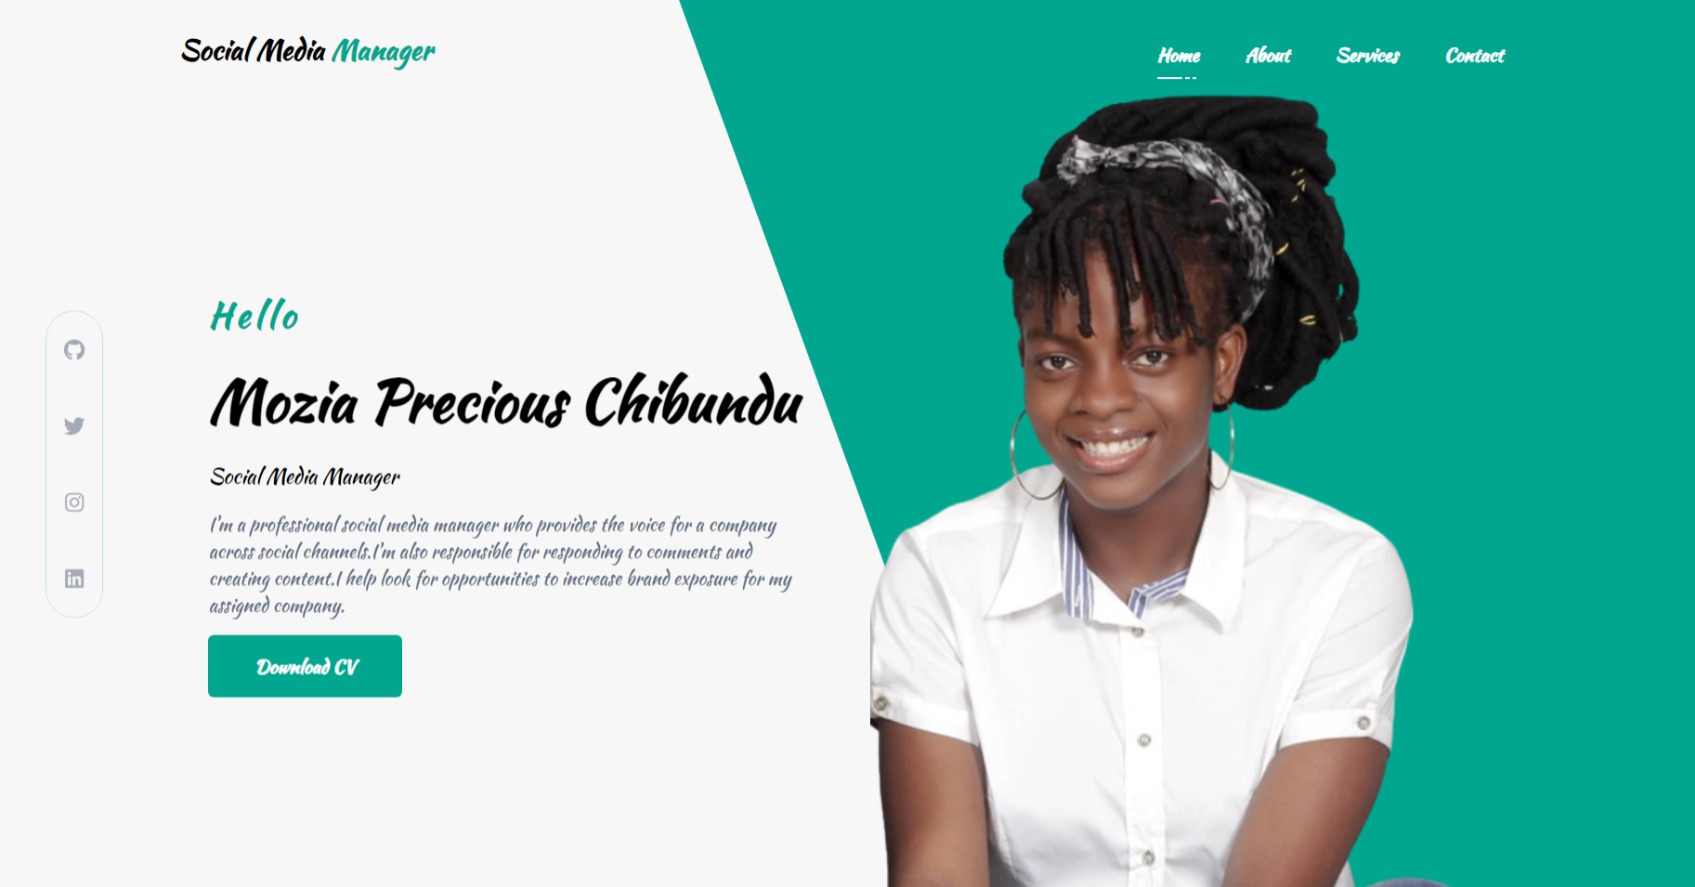 Social Media Manager
Home About Services Contact
Hello
Mozia Precious Chibundu
Social Media Manager
I'm a professional social media manager who provides the voice for a company
across social channels.I'm also responsible for responding to comments and
creating content.I help look for opportunities to increase brand exposure for my
assigned company.
Download CV
in